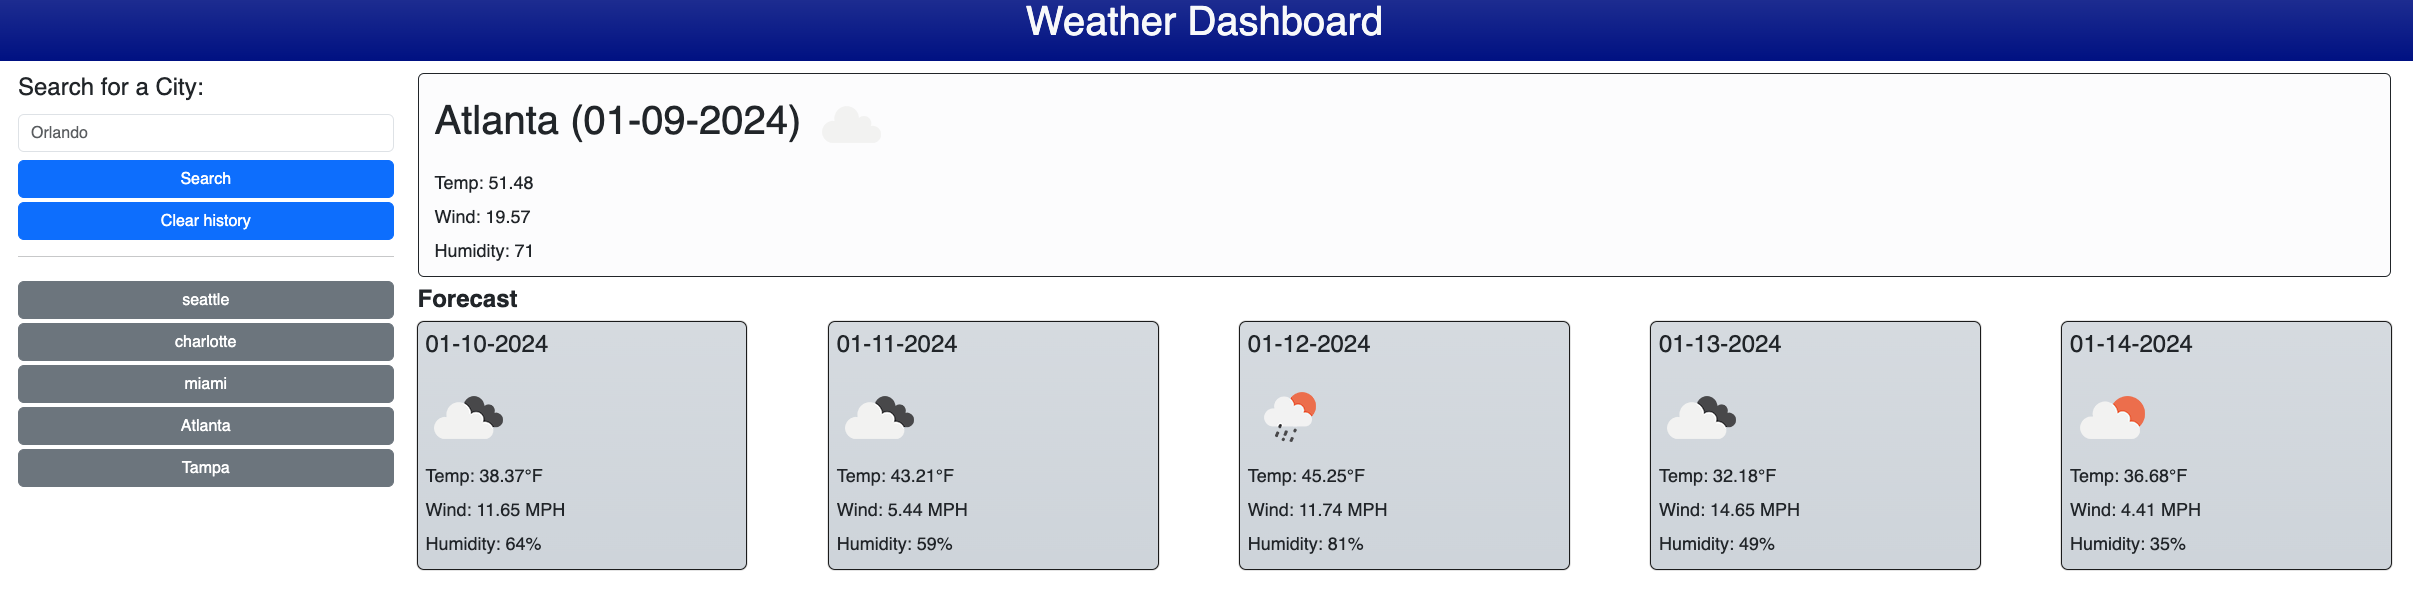 Weather Dashboard
Search for a City:
Orlando
Search
Clear history
seattle
charlotte
miami
Atlanta
Tampa
Atlanta (01-09-2024)
Temp: 51.48
Wind: 19.57
Humidity: 71
Forecast
01-10-2024
Temp: 38.37°F
Wind: 11.65 MPH
Humidity: 64%
01-11-2024
Temp: 43.21°F
Wind: 5.44 MPH
Humidity: 59%
01-12-2024
Temp: 45.25°F
Wind: 11.74 MPH
Humidity: 81%
01-13-2024
Temp: 32.18°F
Wind: 14.65 MPH
Humidity: 49%
01-14-2024
Temp: 36.68°F
Wind: 4.41 MPH
Humidity: 35%